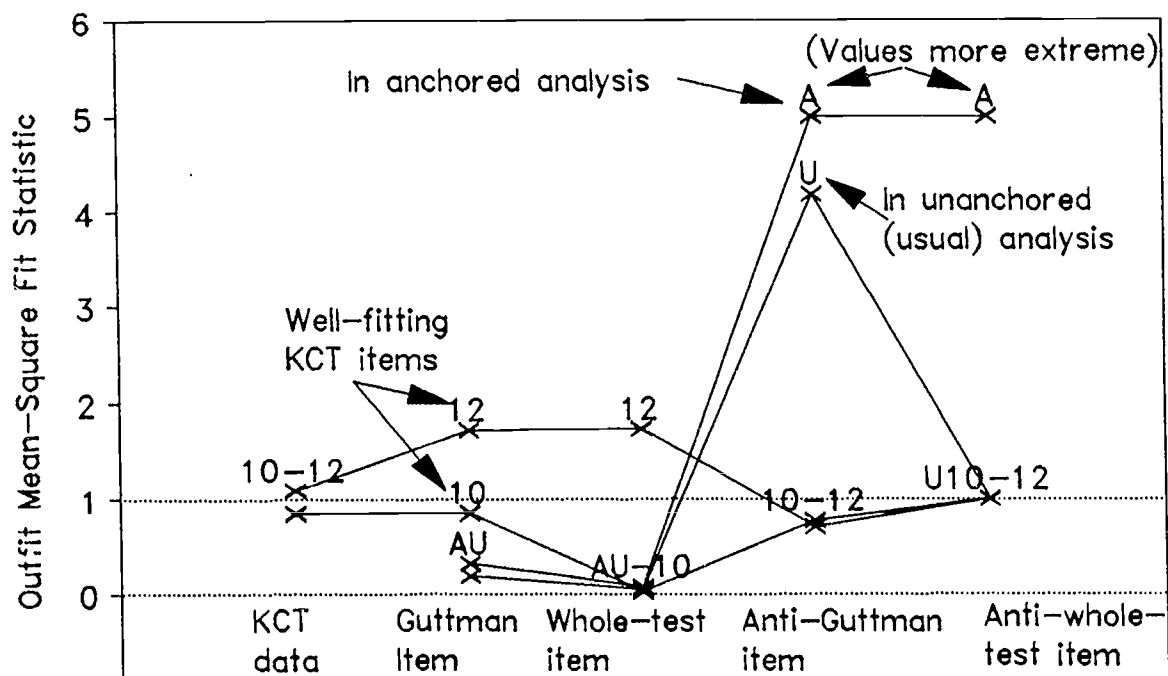 Outfit Mean-Square Fit Statistic
6
5
4
3
2
1
0
(Values more extreme)
In anchored analysis
A
A
U
In unanchored
(usual) analysis
Well-fitting
KCT items
12
12
10-12
10
U10-12
10-12
AU
AU-10
KCT
data
Guttman
Item
Whole-test
item
Anti-Guttman
item
Anti-whole-
test item